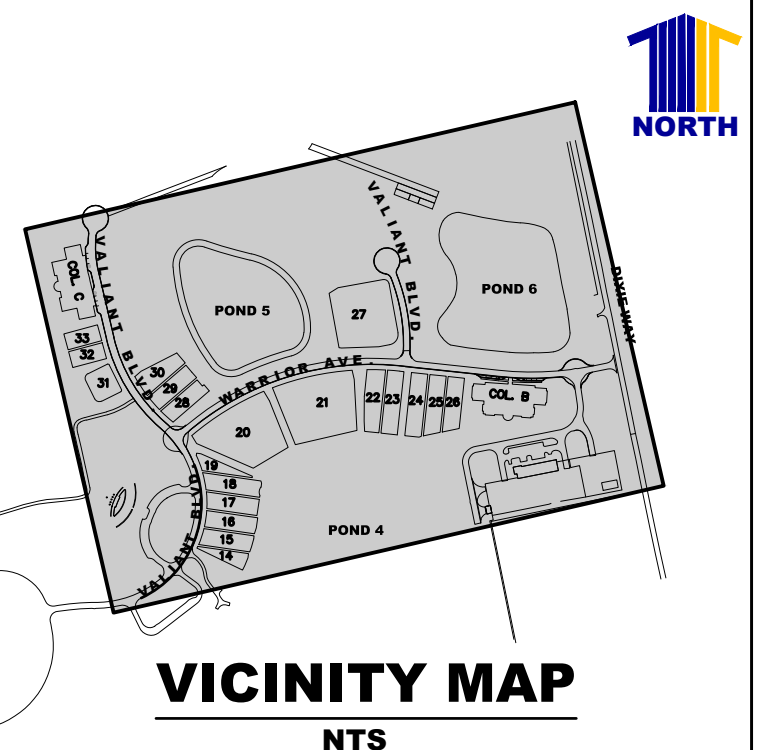 NORTH
VALIANT BLVD.
VALIANT BLVD.
DIXIE WAY
COL. C
POND 5
POND 6
27
33
32
31
30
29
28
WARRIOR AVE.
22 23 24 25 26
COL. B
21
20
19
18
17
16
15
14
VALIANT BLVD.
POND 4
VICINITY MAP
NTS